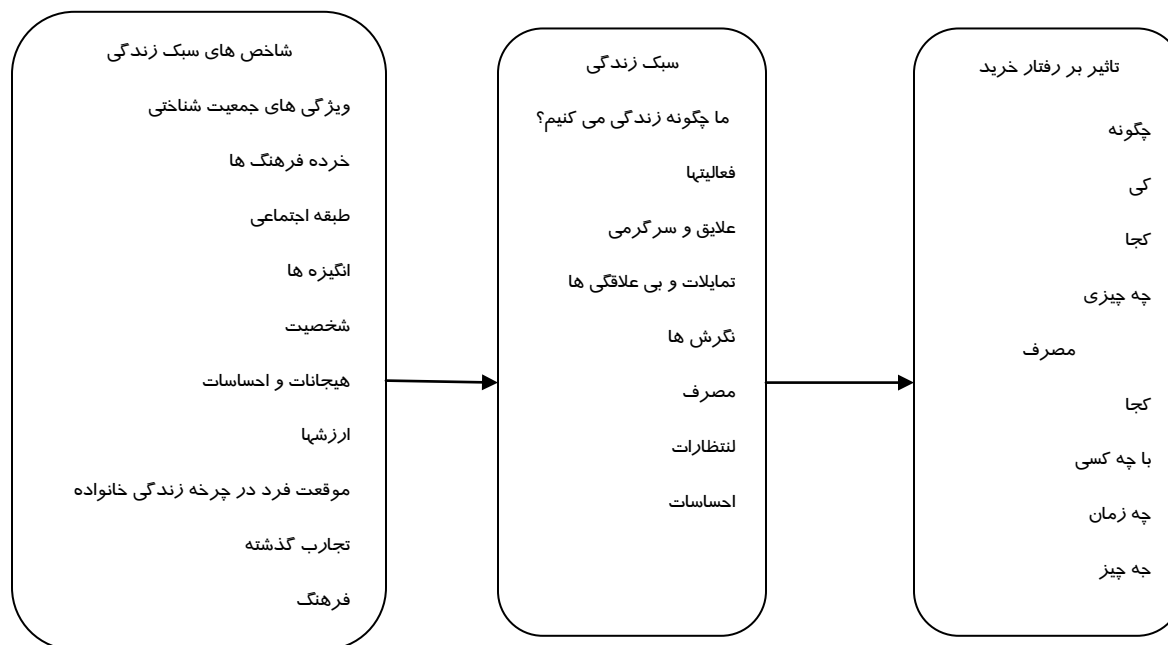 شاخص های سبک زندگی
ویژگی های جمعیت شناختی
خرده فرهنگ ها
طبقه اجتماعی
انگیزه ها
شخصیت
هیجانات و احساسات
ارزشها
موقعت فرد در چرخه زندگی خانواده
تجارب گذشته
فرهنگ
سبک زندگی
ما چگونه زندگی می کنیم؟
فعالیتها
علایق و سرگرمی
تمایلات و بی علاقگی ها
نگرش ها
مصرف
لنتظارات
احساسات
تاثیر بر رفتار خرید
چگونه
کی
کجا
چه چیزی
مصرف
کجا
با چه کسی
چه زمان
جه چیز